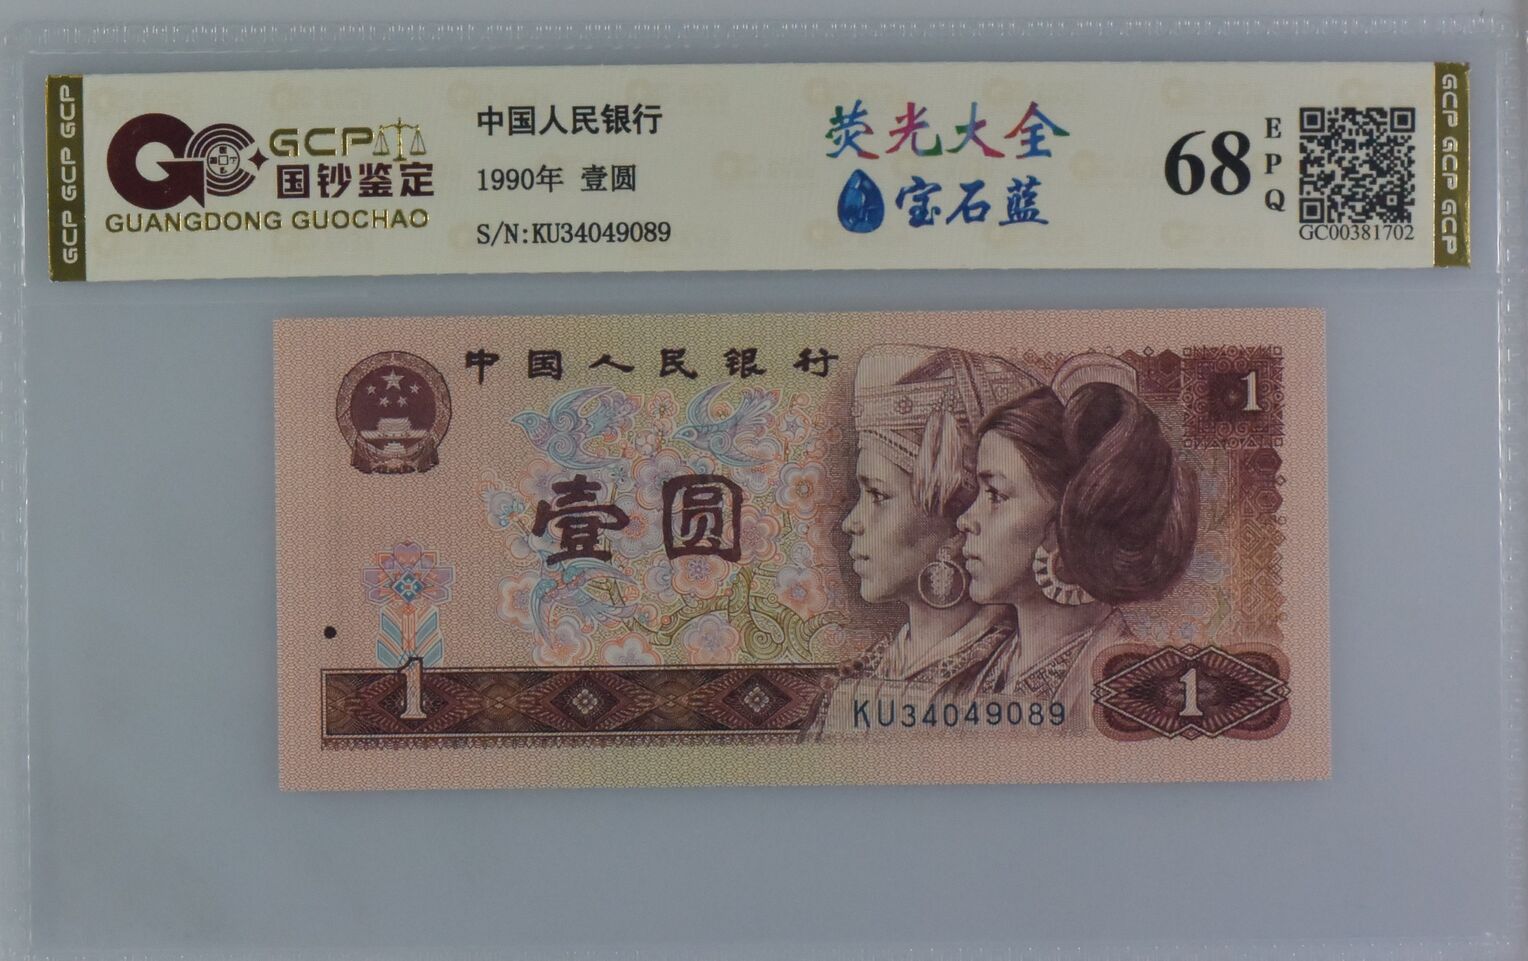 GCP GCP GCP
GCP
国钞鉴定
GUANGDONG GUOCHAO
中国人民银行
1990年 壹圆
S/N:KU34049089
荧光大全
宝石蓝
68
EPQ
GC00381702
GCP GCP GCP
中国人民银行
1
壹圆
1
KU34049089
1